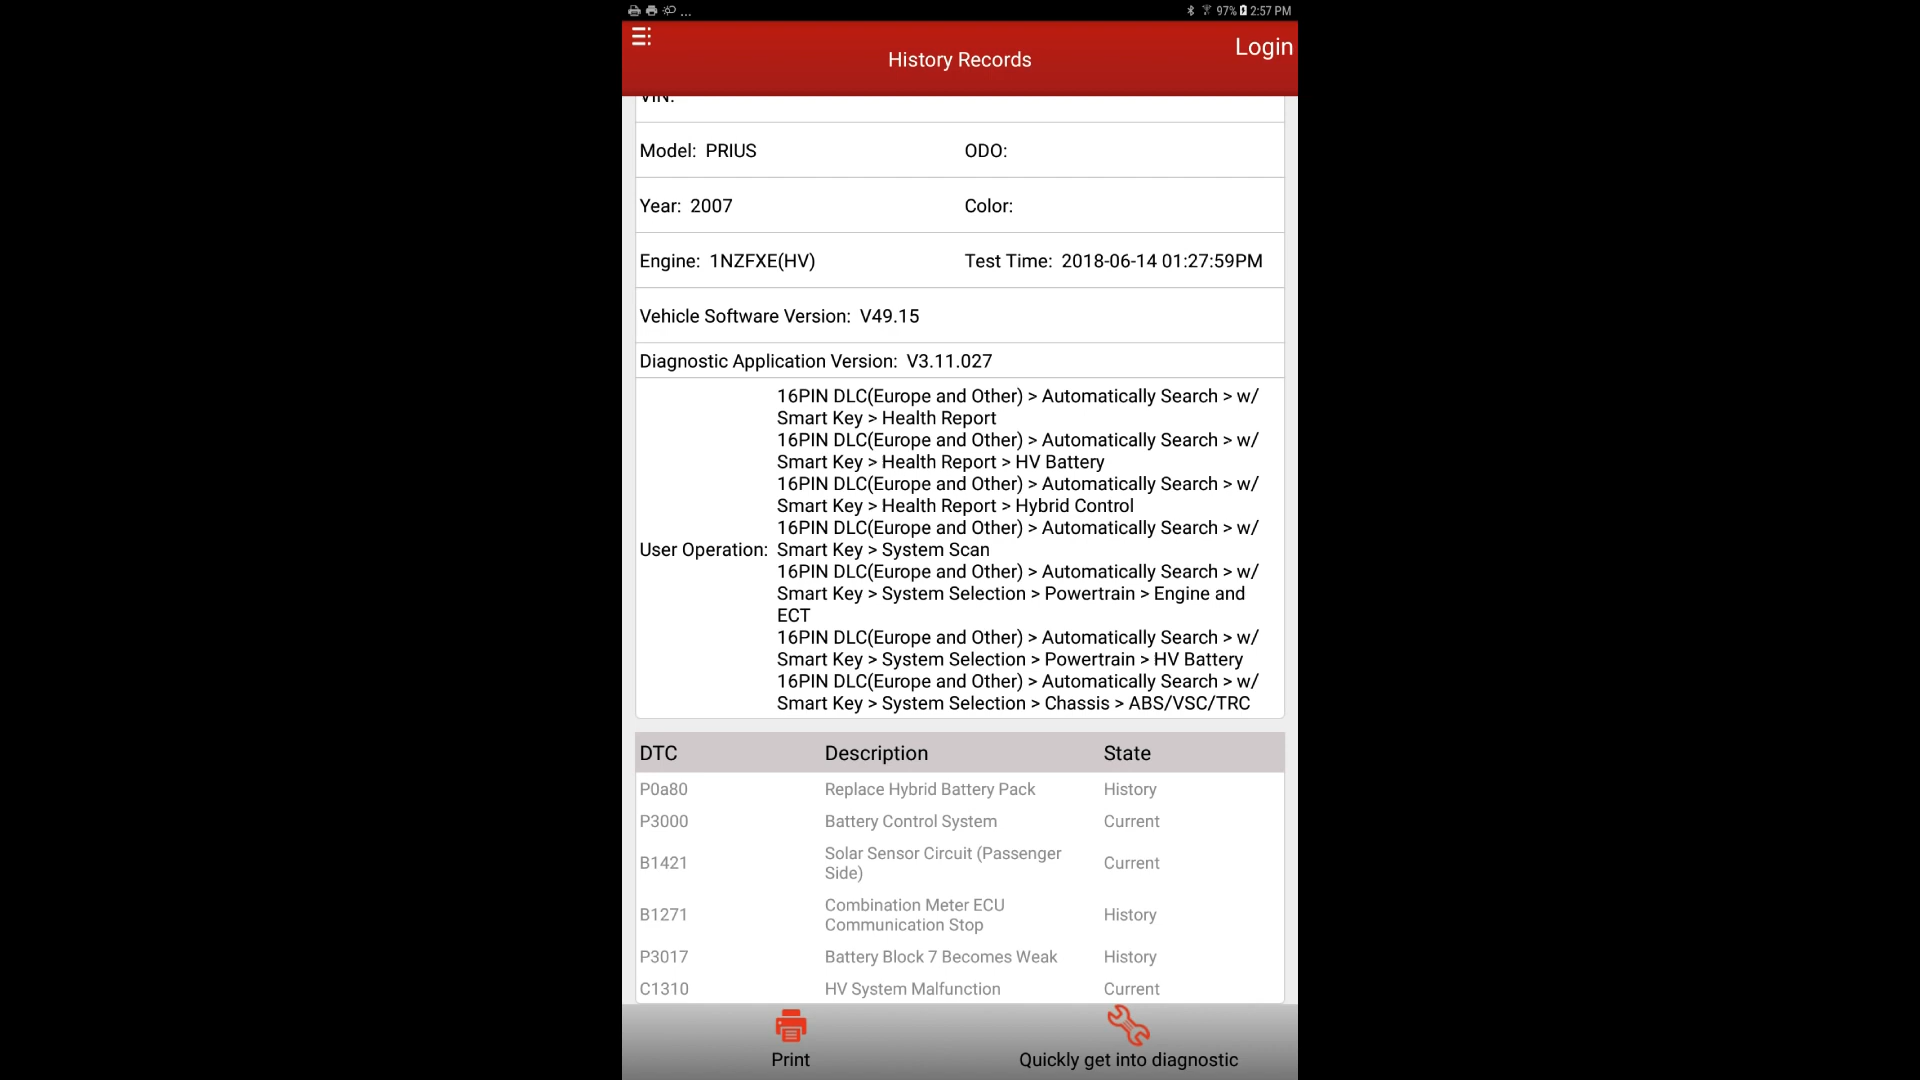 ... 97% 2:57 PM
History Records
Login
VIN:
Model: PRIUS ODO:
Year: 2007 Color:
Engine: 1NZFXE(HV) Test Time: 2018-06-14 01:27:59PM
Vehicle Software Version: V49.15
Diagnostic Application Version: V3.11.027
User Operation:
16PIN DLC(Europe and Other) > Automatically Search > w/
Smart Key > Health Report
16PIN DLC(Europe and Other) > Automatically Search > w/
Smart Key > Health Report > HV Battery
16PIN DLC(Europe and Other) > Automatically Search > w/
Smart Key > Health Report > Hybrid Control
16PIN DLC(Europe and Other) > Automatically Search > w/
Smart Key > System Scan
16PIN DLC(Europe and Other) > Automatically Search > w/
Smart Key > System Selection > Powertrain > Engine and
ECT
16PIN DLC(Europe and Other) > Automatically Search > w/
Smart Key > System Selection > Powertrain > HV Battery
16PIN DLC(Europe and Other) > Automatically Search > w/
Smart Key > System Selection > Chassis > ABS/VSC/TRC
DTC Description State
P0a80 Replace Hybrid Battery Pack History
P3000 Battery Control System Current
B1421 Solar Sensor Circuit (Passenger
Side) Current
B1271 Combination Meter ECU
Communication Stop History
P3017 Battery Block 7 Becomes Weak History
C1310 HV System Malfunction Current
Print
Quickly get into diagnostic